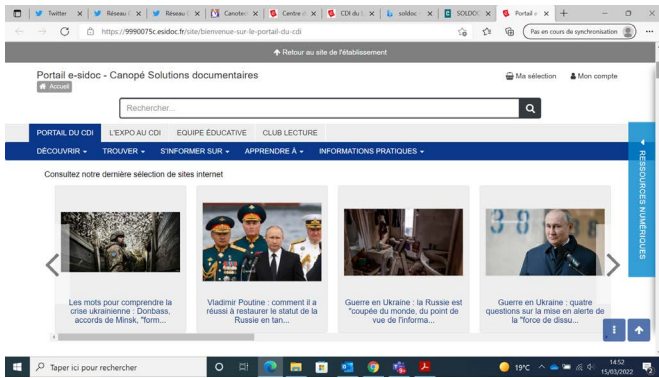 Twitter
Réseau C
Réseau C
Canotech
Centre d
CDI du L
soldoc -
SOLDOC
Portail e-
https://9990075c.esidoc.fr/site/bienvenue-sur-le-portail-du-cdi
Pas en cours de synchronisation
Retour au site de l'établissement
Portail e-sidoc - Canopé Solutions documentaires
Ma sélection
Mon compte
Accueil
Rechercher...
PORTAIL DU CDI
L'EXPO AU CDI
EQUIPE ÉDUCATIVE
CLUB LECTURE
DÉCOUVRIR
TROUVER
S'INFORMER SUR
APPRENDRE À
INFORMATIONS PRATIQUES
RESSOURCES NUMÉRIQUES
Consultez notre dernière sélection de sites internet
Les mots pour comprendre la
crise ukrainienne : Donbass,
accords de Minsk, "form...
Vladimir Poutine : comment il a
réussi à restaurer le statut de la
Russie en tan...
Guerre en Ukraine : la Russie est
"coupée du monde, du point de
vue de l'informa...
Guerre en Ukraine : quatre
questions sur la mise en alerte de
la "force de dissu...
Taper ici pour rechercher
19°C
14:52
15/03/2022